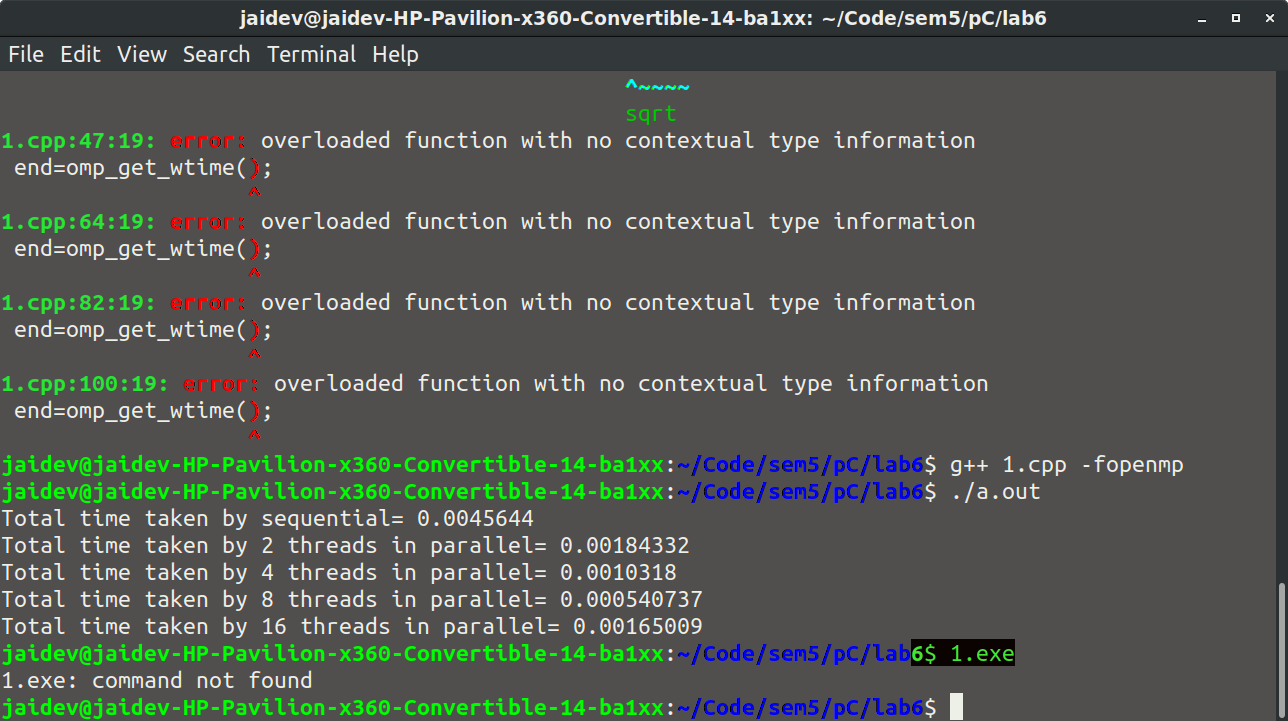 jaidev@jaidev-HP-Pavilion-x360-Convertible-14-ba1xx: ~/Code/sem5/pC/lab6
File Edit View Search Terminal Help
^~~~~
sqrt
1.cpp:47:19: error: overloaded function with no contextual type information
end=omp_get_wtime();
^
1.cpp:64:19: error: overloaded function with no contextual type information
end=omp_get_wtime();
^
1.cpp:82:19: error: overloaded function with no contextual type information
end=omp_get_wtime();
^
1.cpp:100:19: error: overloaded function with no contextual type information
end=omp_get_wtime();
^
jaidev@jaidev-HP-Pavilion-x360-Convertible-14-ba1xx:~/Code/sem5/pC/lab6$ g++ 1.cpp -fopenmp
jaidev@jaidev-HP-Pavilion-x360-Convertible-14-ba1xx:~/Code/sem5/pC/lab6$ ./a.out
Total time taken by sequential= 0.0045644
Total time taken by 2 threads in parallel= 0.00184332
Total time taken by 4 threads in parallel= 0.0010318
Total time taken by 8 threads in parallel= 0.000540737
Total time taken by 16 threads in parallel= 0.00165009
jaidev@jaidev-HP-Pavilion-x360-Convertible-14-ba1xx:~/Code/sem5/pC/lab6$ 1.exe
1.exe: command not found
jaidev@jaidev-HP-Pavilion-x360-Convertible-14-ba1xx:~/Code/sem5/pC/lab6$